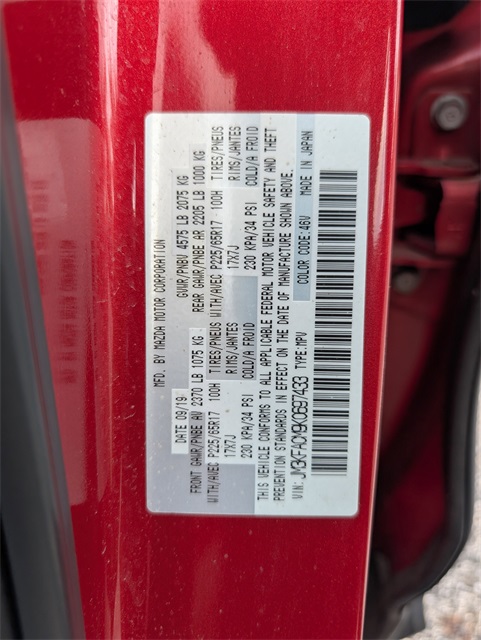 MFD. BY MAZDA MOTOR CORPORATION
DATE 09/19 GVWR/PNBV 4575 LB 2075 KG
FRONT GAWR/PNBE AV 2370 LB 1075 KG REAR GAWR/PNBE AR 2205 LB 1000 KG
WITH/AVEC P225/65R17 100H TIRES/PNEUS WITH/AVEC P225/65R17 100H TIRES/PNEUS
17X7J RIMS/JANTES 17X7J RIMS/JANTES
230 KPA/34 PSI COLD/A FROID 230 KPA/34 PSI COLD/A FROID
THIS VEHICLE CONFORMS TO ALL APPLICABLE FEDERAL MOTOR VEHICLE SAFETY AND THEFT
PREVENTION STANDARDS IN EFFECT ON THE DATE OF MANUFACTURE SHOWN ABOVE.
VIN: JM3KFACM9K0697433 TYPE:MPV COLOR CODE:46V MADE IN JAPAN